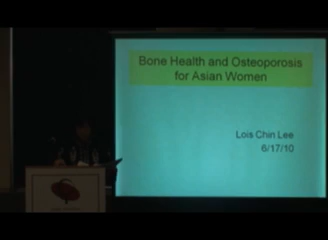 Bone Health and Osteoporosis
for Asian Women
Lois Chin Lee
6/17/10